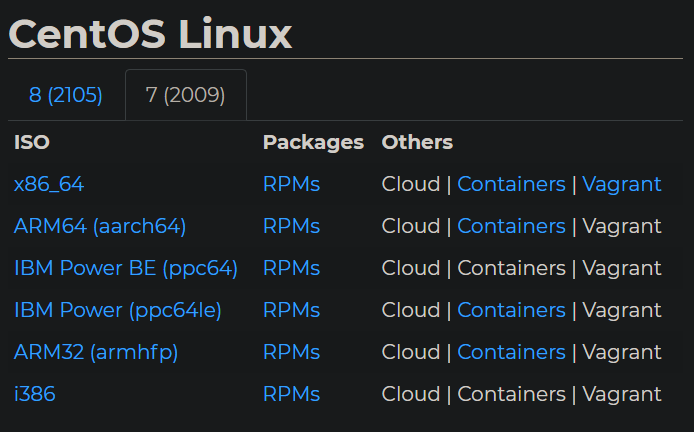 CentOS Linux
8 (2105) 7 (2009)
ISO Packages Others
x86_64 RPMs Cloud | Containers | Vagrant
ARM64 (aarch64) RPMs Cloud | Containers | Vagrant
IBM Power BE (ppc64) RPMs Cloud | Containers | Vagrant
IBM Power (ppc64le) RPMs Cloud | Containers | Vagrant
ARM32 (armhfp) RPMs Cloud | Containers | Vagrant
i386 RPMs Cloud | Containers | Vagrant